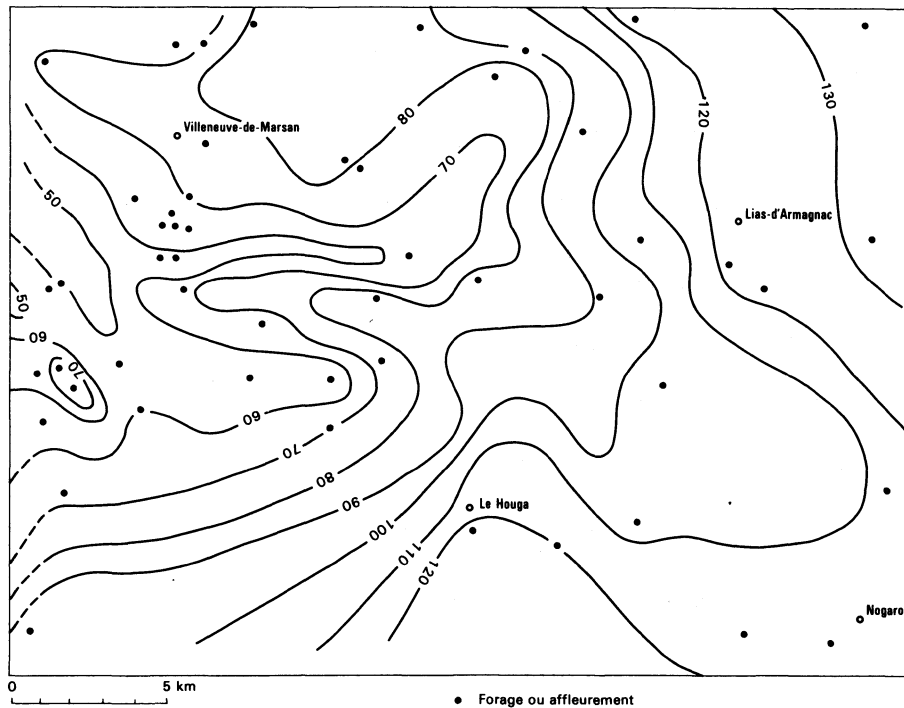 130
80
120
Villeneuve-de-Marsan
70
50
Lias-d'Armagnac
50
60
70
60
70
80
90
Le Houga
100
110
120
Nogaro
0 5 km
Forage ou affleurement